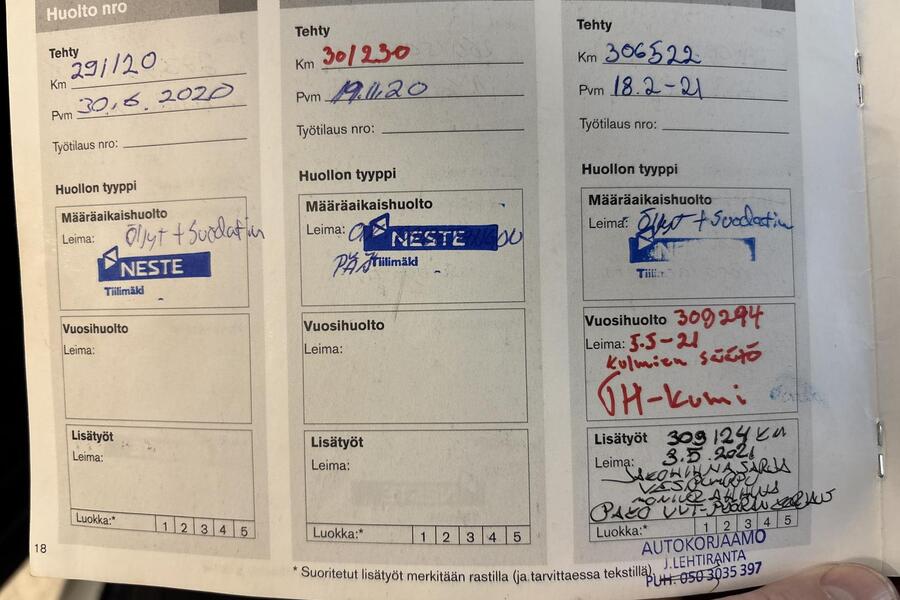 Huolto nro
Tehty
Km 291120
Pvm 30.6.2020
Työtilaus nro:
Huollon tyyppi
Määräaikaishuolto
Leima: Öljyt + Suodatin
NESTE
Tiilimäki
Vuosihuolto
Leima:
Lisätyöt
Leima:
Luokka:* 1 2 3 4 5
18
Tehty
Km 301230
Pvm 19.11.20
Työtilaus nro:
Huollon tyyppi
Määräaikaishuolto
Leima:
NESTE
Tiilimäki
Vuosihuolto
Leima:
Lisätyöt
Leima:
Luokka:* 1 2 3 4 5
Tehty
Km 306522
Pvm 18.2-21
Työtilaus nro:
Huollon tyyppi
Määräaikaishuolto
Leima: Öljyt + Suodatin
NESTE
Vuosihuolto 309294
Leima: 5.5-21
Kulmien säätö
TH-kumi
Lisätyöt 309124 KM
Leima: 3.5.2021
JAKOHIHNASARJA
VESIPUMPPU
Luokka:* 1 2 3 4 5
AUTOKORJAAMO
J.LEHTIRANTA
PUH. 050 3035 397
* Suoritetut lisätyöt merkitään rastilla (ja tarvittaessa tekstillä).